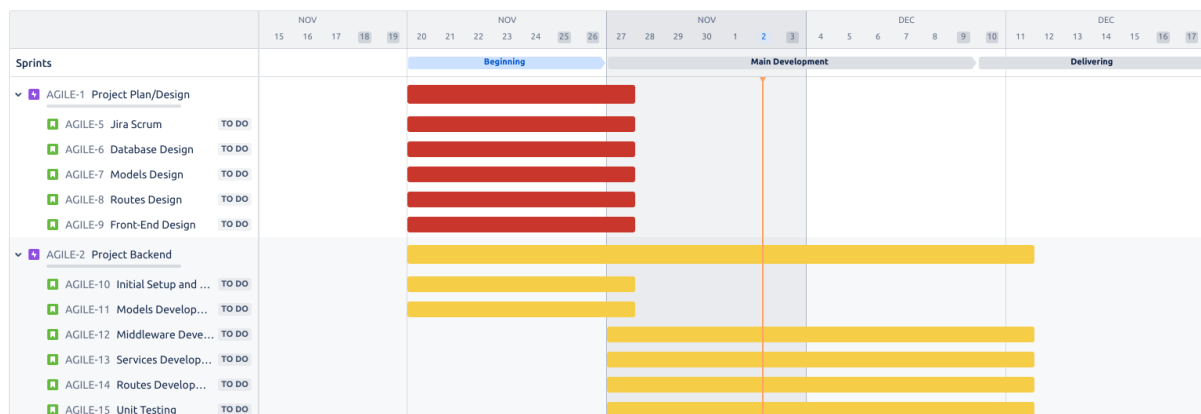 NOV NOV NOV DEC DEC
15 16 17 18 19 20 21 22 23 24 25 26 27 28 29 30 1 2 3 4 5 6 7 8 9 10 11 12 13 14 15 16 17
Sprints Beginning Main Development Delivering
AGILE-1 Project Plan/Design
AGILE-5 Jira Scrum TO DO
AGILE-6 Database Design TO DO
AGILE-7 Models Design TO DO
AGILE-8 Routes Design TO DO
AGILE-9 Front-End Design TO DO
AGILE-2 Project Backend
AGILE-10 Initial Setup and ... TO DO
AGILE-11 Models Develop... TO DO
AGILE-12 Middleware Deve... TO DO
AGILE-13 Services Develop... TO DO
AGILE-14 Routes Develop... TO DO
AGILE-15 Unit Testing TO DO